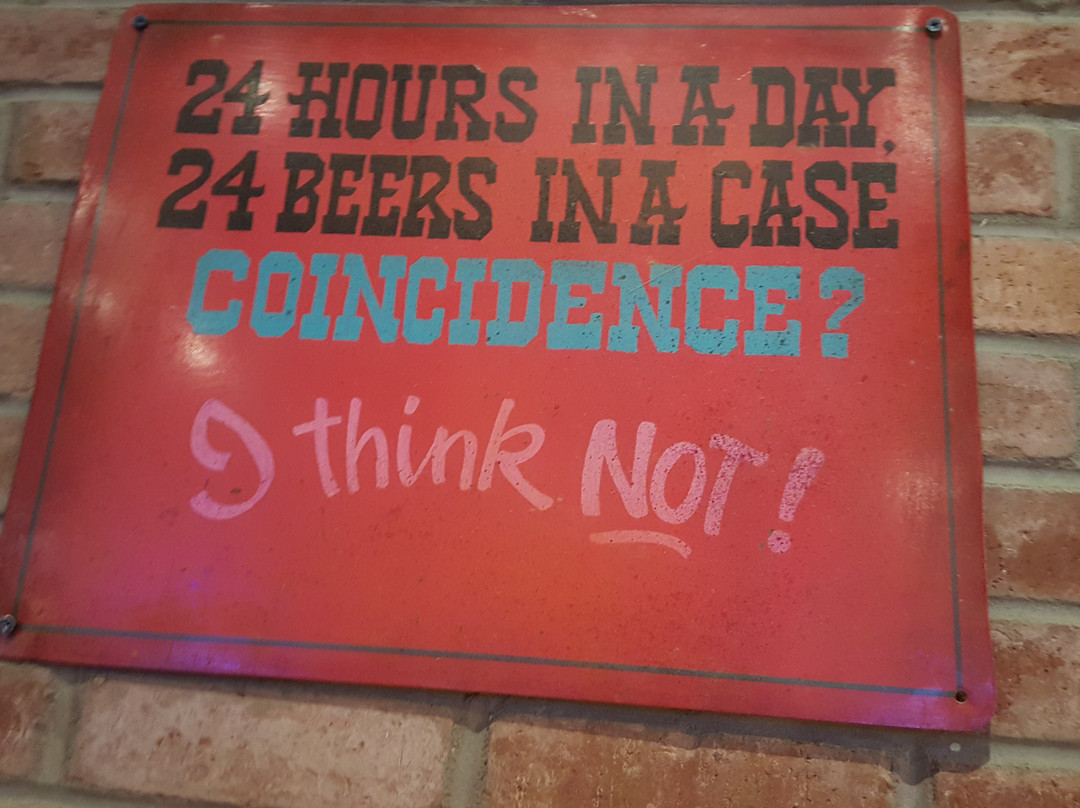 24 HOURS IN A DAY,
24 BEERS IN A CASE
COINCIDENCE?
I think NOT!